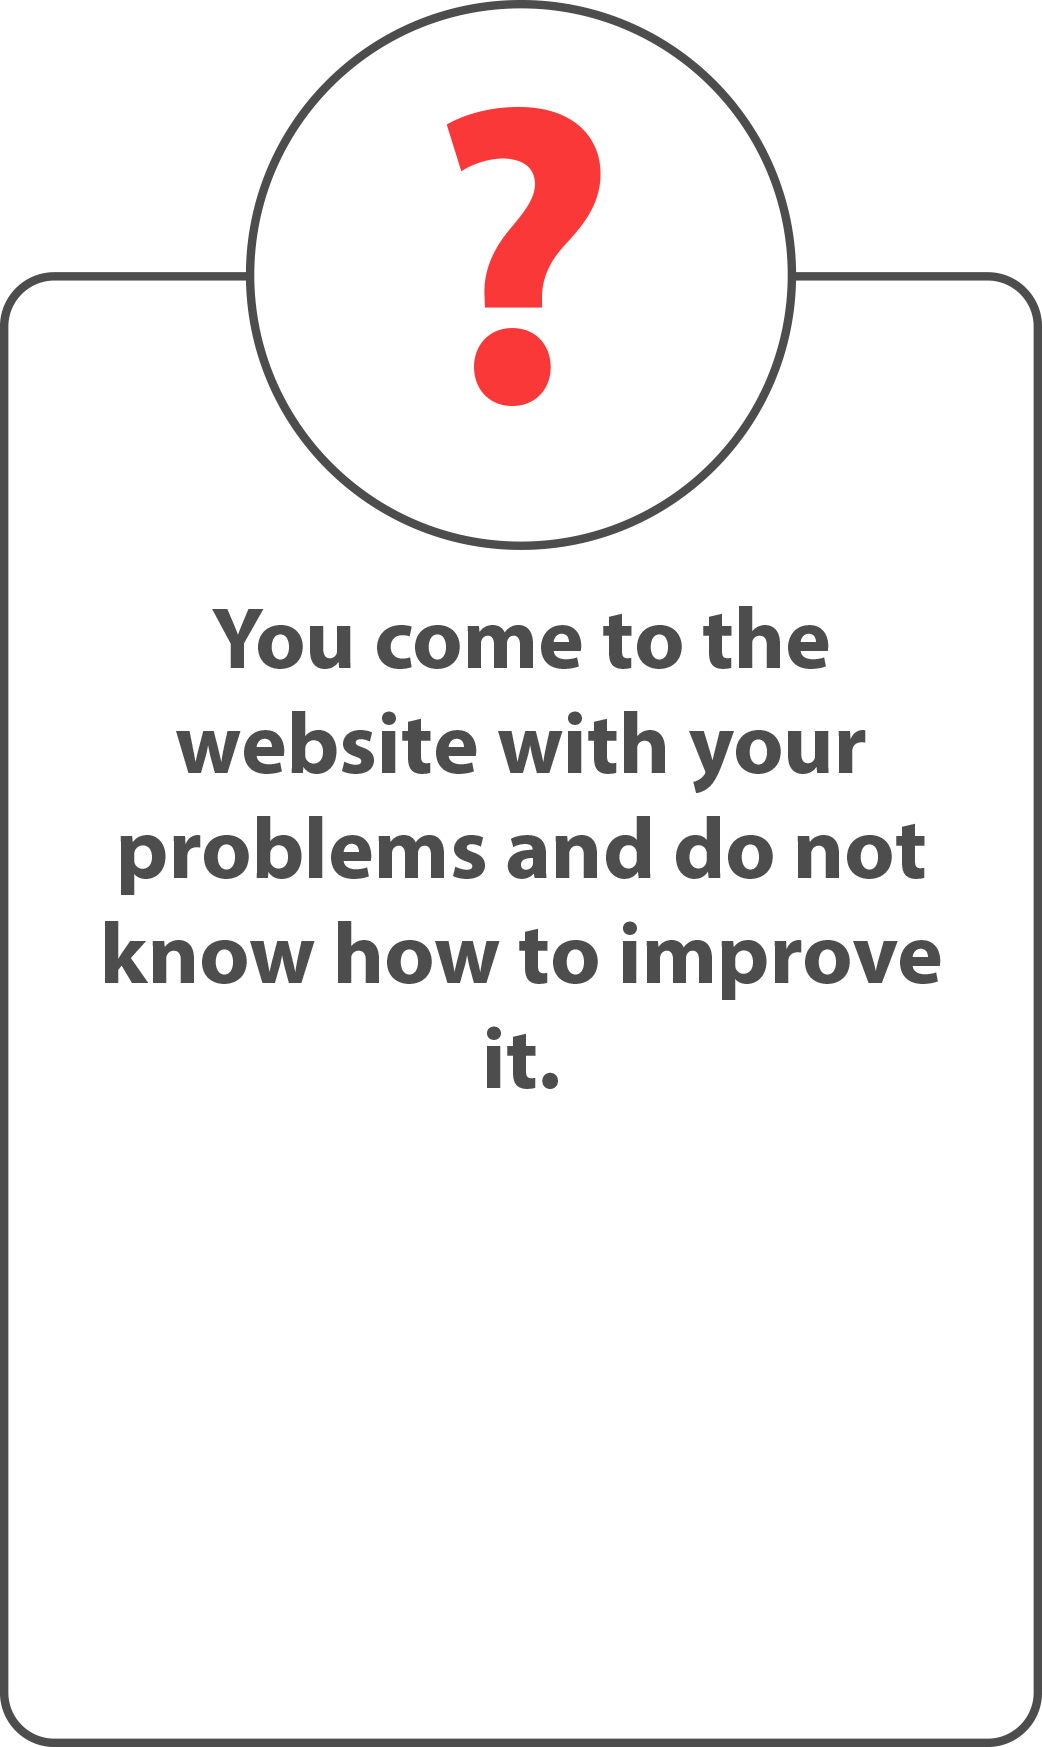 ?
You come to the
website with your
problems and do not
know how to improve
it.